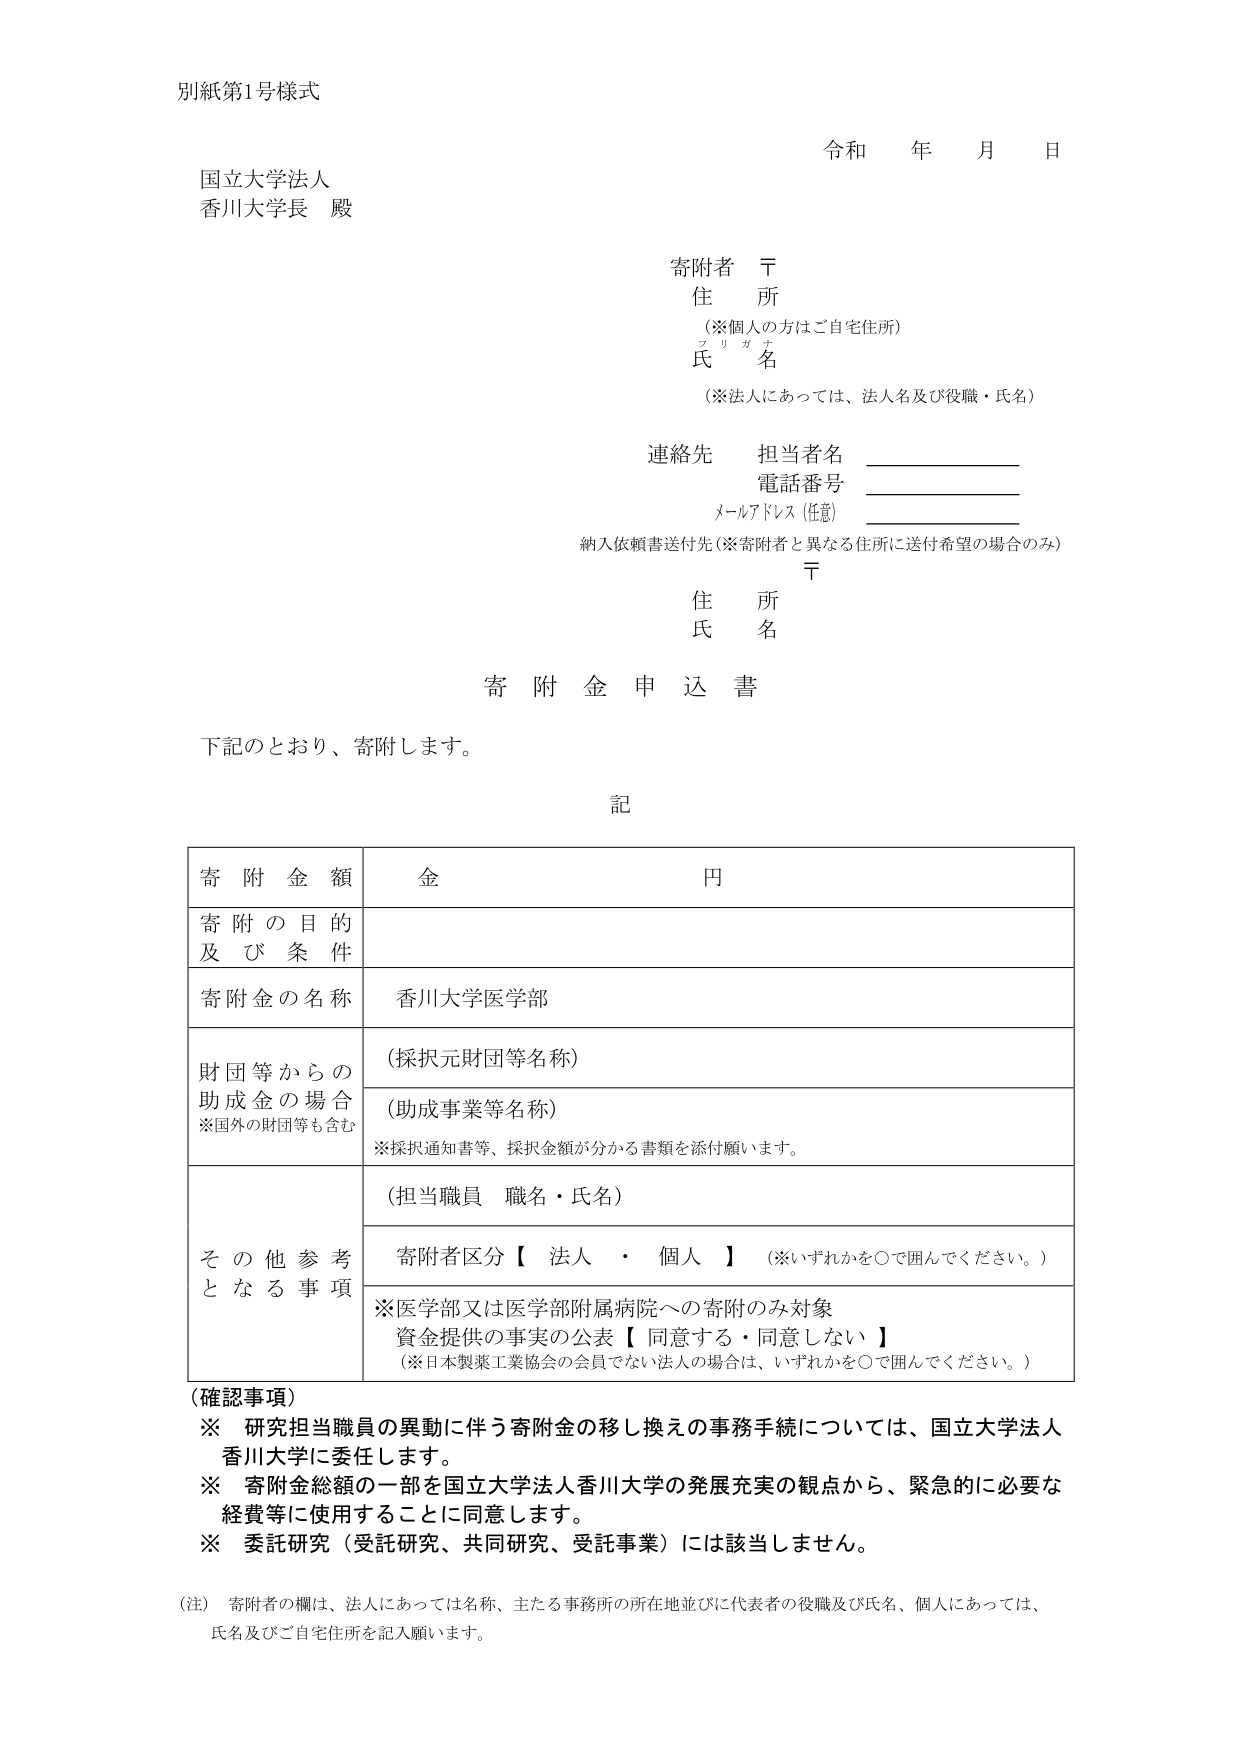 別紙第1号様式
令和　　年　　月　　日
国立大学法人
香川大学長　殿
寄附者　〒
住　　所
（※個人の方はご自宅住所）
フリガナ
氏　　名
（※法人にあっては、法人名及び役職・氏名）
連絡先　　担当者名
電話番号
メールアドレス（任意）
納入依頼書送付先（※寄附者と異なる住所に送付希望の場合のみ）
〒
住　　所
氏　　名
寄　附　金　申　込　書
下記のとおり、寄附します。
記
寄　附　金　額　　金　　　　　　　　　　　　円
寄附の目的
及び条件
寄附金の名称　　香川大学医学部
財団等からの
助成金の場合
※国外の財団等も含む
（採択元財団等名称）
（助成事業等名称）
※採択通知書等、採択金額が分かる書類を添付願います。
その他参考
となる事項
（担当職員　職名・氏名）
寄附者区分【　法人　・　個人　】　（※いずれかを○で囲んでください。）
※医学部又は医学部附属病院への寄附のみ対象
資金提供の事実の公表【 同意する・同意しない 】
（※日本製薬工業協会の会員でない法人の場合は、いずれかを○で囲んでください。）
（確認事項）
※　研究担当職員の異動に伴う寄附金の移し換えの事務手続については、国立大学法人
香川大学に委任します。
※　寄附金総額の一部を国立大学法人香川大学の発展充実の観点から、緊急的に必要な
経費等に使用することに同意します。
※　委託研究（受託研究、共同研究、受託事業）には該当しません。
（注）　寄附者の欄は、法人にあっては名称、主たる事務所の所在地並びに代表者の役職及び氏名、個人にあっては、
氏名及びご自宅住所を記入願います。